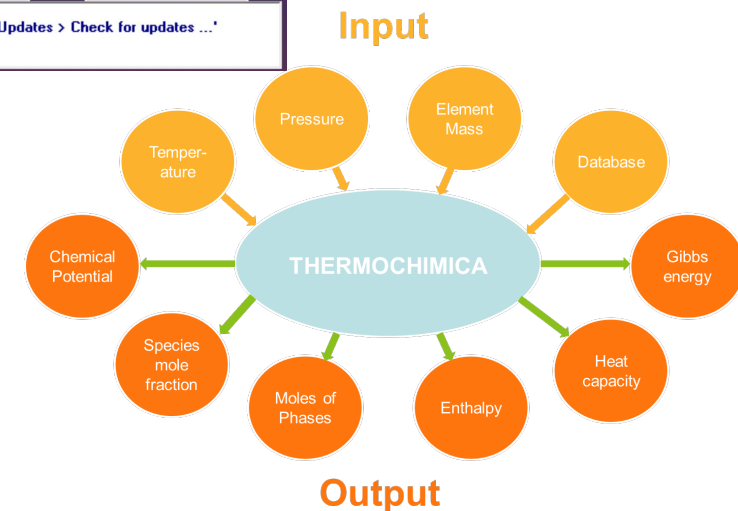 Updates > Check for updates ...'
Input
Pressure
Element
Mass
Temper-
ature
Database
Chemical
Potential
THERMOCHIMICA
Gibbs
energy
Species
mole
fraction
Heat
capacity
Moles of
Phases
Enthalpy
Output